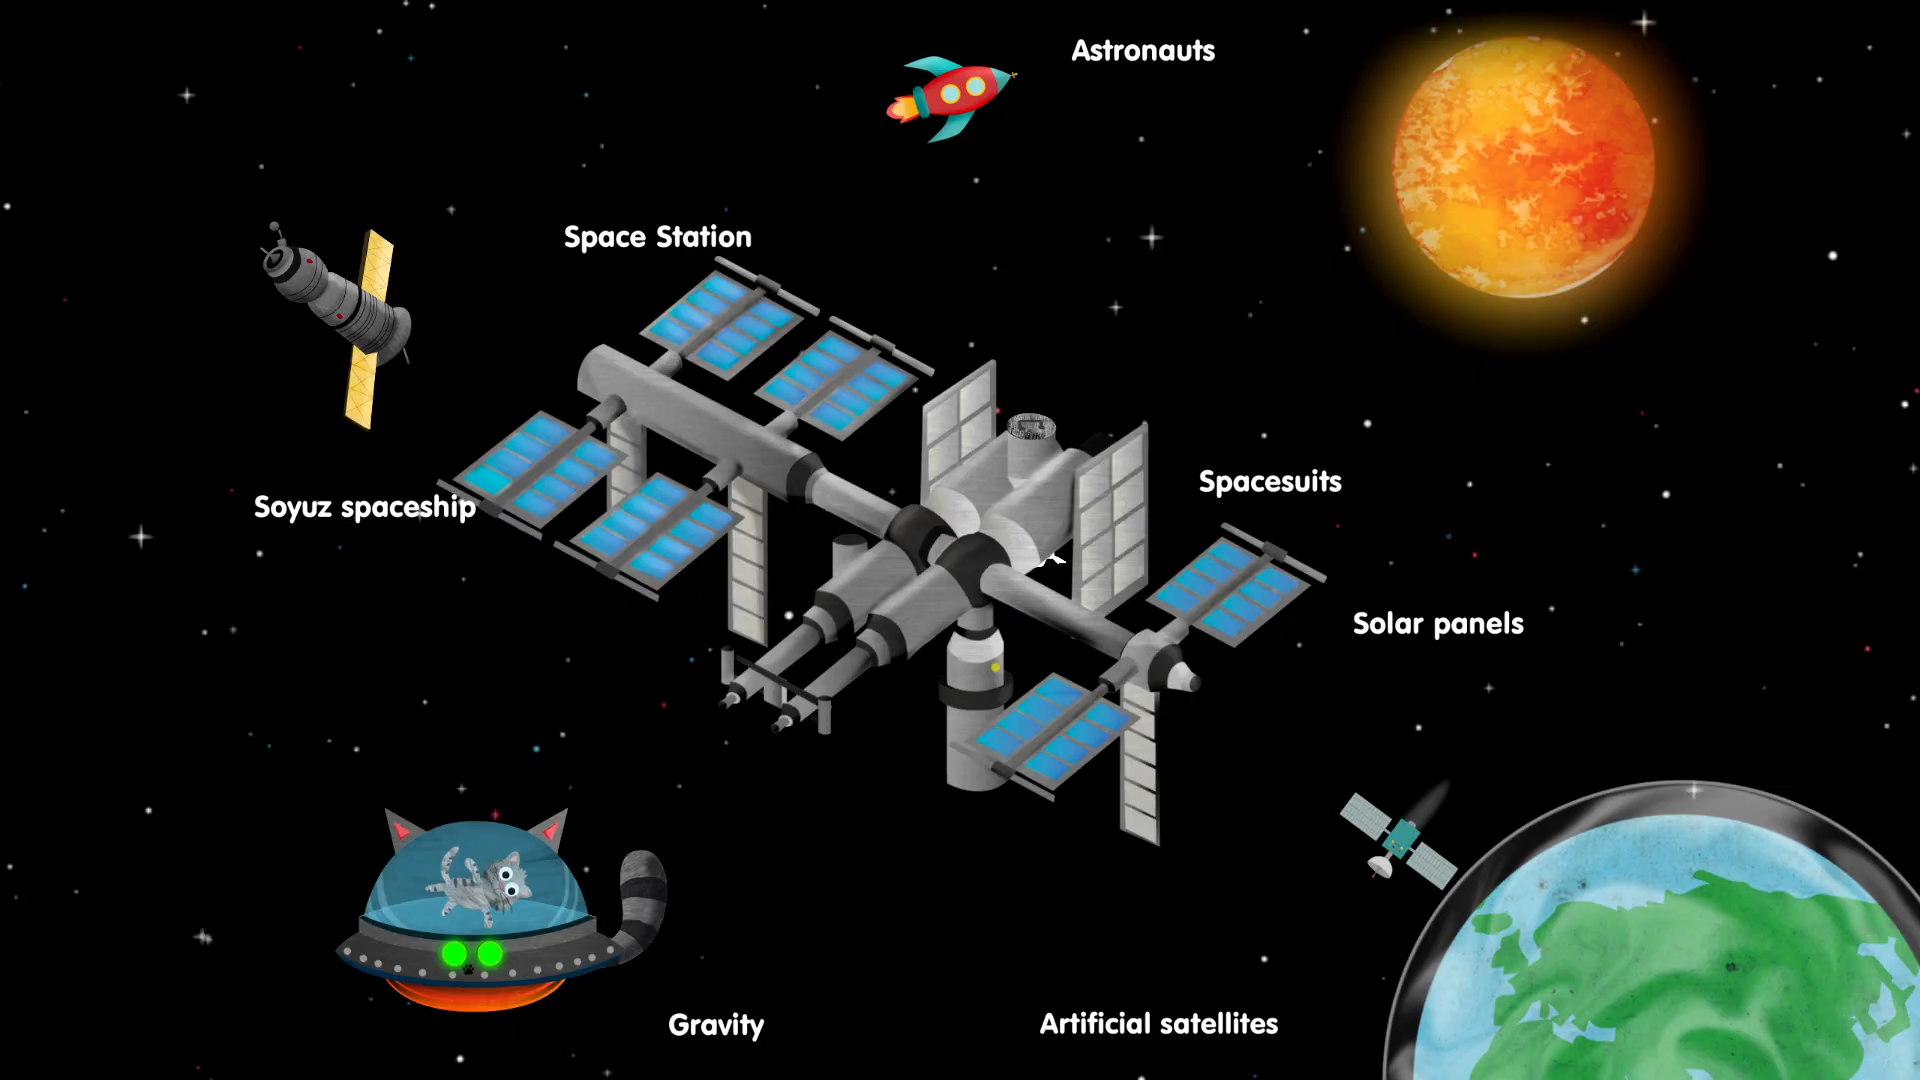 Astronauts
Space Station
Spacesuits
Soyuz spaceship
Solar panels
Gravity
Artificial satellites